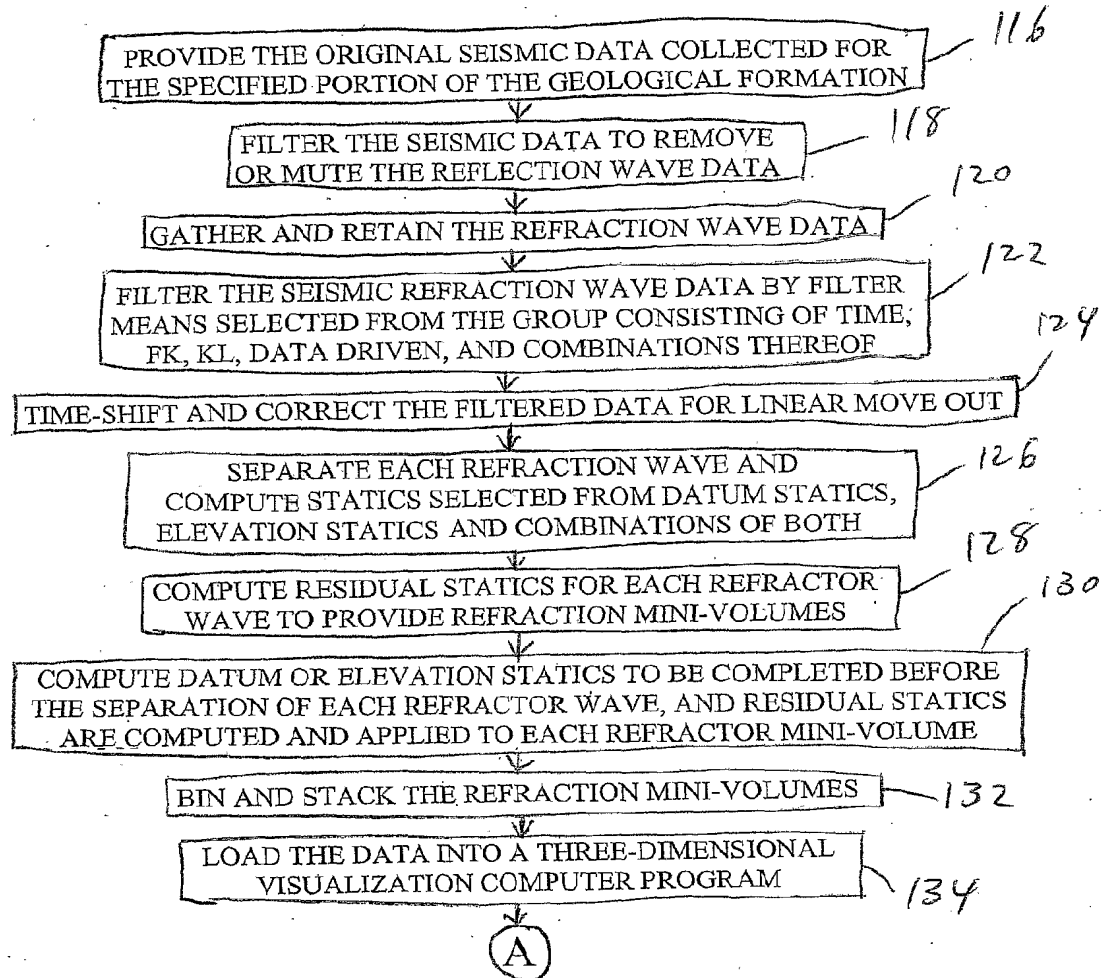 116
PROVIDE THE ORIGINAL SEISMIC DATA COLLECTED FOR
THE SPECIFIED PORTION OF THE GEOLOGICAL FORMATION
118
FILTER THE SEISMIC DATA TO REMOVE
OR MUTE THE REFLECTION WAVE DATA
120
GATHER AND RETAIN THE REFRACTION WAVE DATA
122
FILTER THE SEISMIC REFRACTION WAVE DATA BY FILTER
MEANS SELECTED FROM THE GROUP CONSISTING OF TIME,
FK, KL, DATA DRIVEN, AND COMBINATIONS THEREOF
124
TIME-SHIFT AND CORRECT THE FILTERED DATA FOR LINEAR MOVE OUT
126
SEPARATE EACH REFRACTION WAVE AND
COMPUTE STATICS SELECTED FROM DATUM STATICS,
ELEVATION STATICS AND COMBINATIONS OF BOTH
128
COMPUTE RESIDUAL STATICS FOR EACH REFRACTOR
WAVE TO PROVIDE REFRACTION MINI-VOLUMES
130
COMPUTE DATUM OR ELEVATION STATICS TO BE COMPLETED BEFORE
THE SEPARATION OF EACH REFRACTOR WAVE, AND RESIDUAL STATICS
ARE COMPUTED AND APPLIED TO EACH REFRACTOR MINI-VOLUME
BIN AND STACK THE REFRACTION MINI-VOLUMES 132
LOAD THE DATA INTO A THREE-DIMENSIONAL
VISUALIZATION COMPUTER PROGRAM
134
A